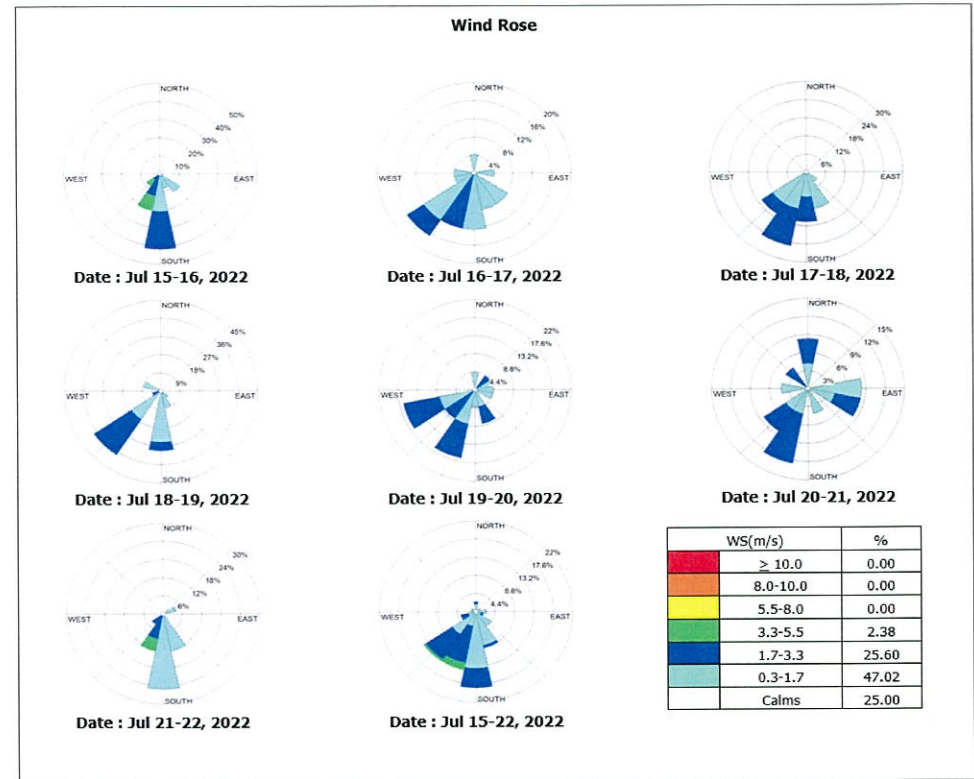 Wind Rose
NORTH
50%
40%
30%
20%
10%
WEST
EAST
SOUTH
Date : Jul 15-16, 2022
NORTH
20%
16%
12%
8%
4%
WEST
EAST
SOUTH
Date : Jul 16-17, 2022
NORTH
30%
24%
18%
12%
6%
WEST
EAST
SOUTH
Date : Jul 17-18, 2022
NORTH
45%
36%
27%
18%
9%
WEST
EAST
SOUTH
Date : Jul 18-19, 2022
NORTH
22%
17.6%
13.2%
8.8%
4.4%
WEST
EAST
SOUTH
Date : Jul 19-20, 2022
NORTH
15%
12%
9%
6%
3%
WEST
EAST
SOUTH
Date : Jul 20-21, 2022
NORTH
30%
24%
18%
12%
6%
WEST
EAST
SOUTH
Date : Jul 21-22, 2022
NORTH
22%
17.6%
13.2%
8.8%
4.4%
WEST
EAST
SOUTH
Date : Jul 15-22, 2022
WS(m/s) %
≥ 10.0 0.00
8.0-10.0 0.00
5.5-8.0 0.00
3.3-5.5 2.38
1.7-3.3 25.60
0.3-1.7 47.02
Calms 25.00